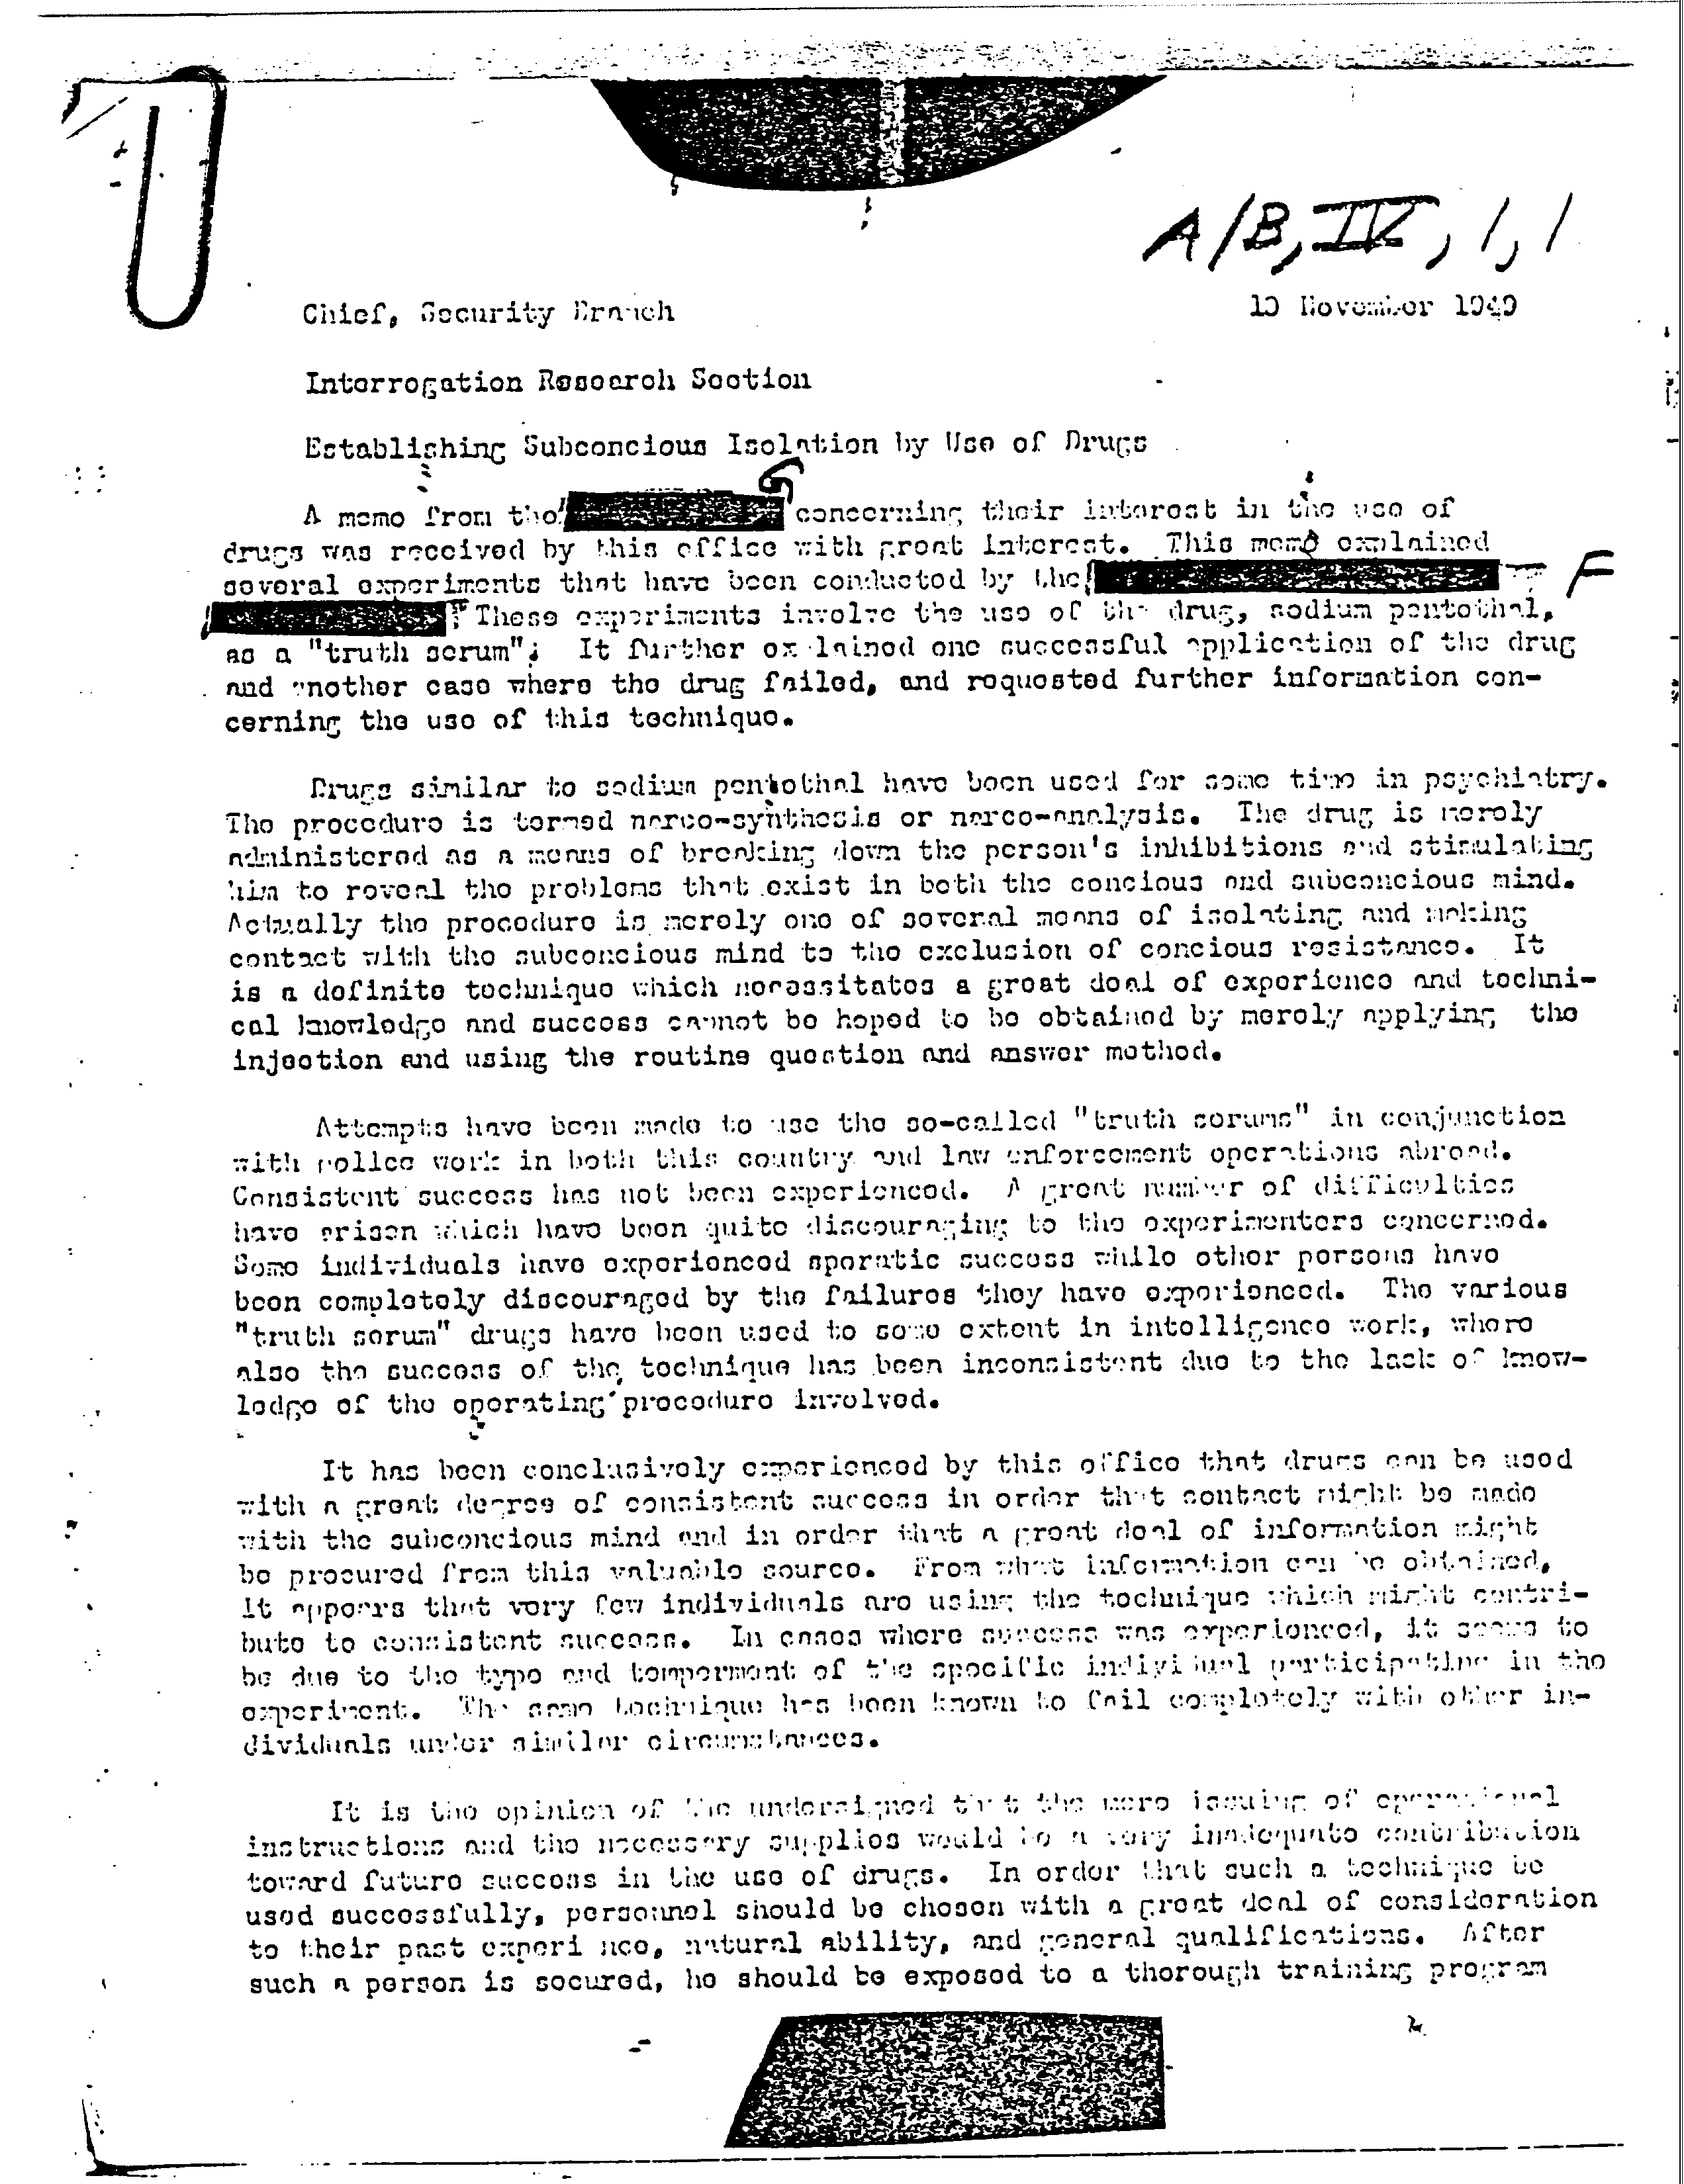 A/B, IV, 1, 1
Chief, Security Branch
November 1949
Interrogation Research Section
Establishing Subconcious Isolation by Use of Drugs
A memo from the concerning their interest in the use of
drugs was received by this office with great interest. This memo explained
several experiments that have been conducted by the F
These experiments involve the use of the drug, sodium pentothal,
as a "truth serum". It further explained one successful application of the drug
and another case where the drug failed, and requested further information con-
cerning the use of this technique.
Drugs similar to sodium pentothal have been used for some time in psychiatry.
The procedure is termed narco-synthesis or narco-analysis. The drug is merely
administered as a means of breaking down the person's inhibitions and stimulating
him to reveal the problems that exist in both the concious and subconcious mind.
Actually the procedure is merely one of several means of isolating and making
contact with the subconcious mind to the exclusion of concious resistance. It
is a definite technique which necessitates a great deal of experience and techni-
cal knowledge and success cannot be hoped to be obtained by merely applying the
injection and using the routine question and answer method.
Attempts have been made to use the so-called "truth serums" in conjunction
with police work in both this country and law enforcement operations abroad.
Consistent success has not been experienced. A great number of difficulties
have arisen which have been quite discouraging to the experimenters concerned.
Some individuals have experienced sporatic success while other persons have
been completely discouraged by the failures they have experienced. The various
"truth serum" drugs have been used to some extent in intelligence work, where
also the success of the technique has been inconsistent due to the lack of know-
ledge of the operating procedure involved.
It has been conclusively experienced by this office that drugs can be used
with a great degree of consistent success in order that contact might be made
with the subconcious mind and in order that a great deal of information might
be procured from this valuable source. From what information can be obtained,
it appears that very few individuals are using the technique which might contri-
bute to consistent success. In cases where success was experienced, it seems to
be due to the type and temperment of the specific individual participating in the
experiment. The same technique has been known to fail completely with other in-
dividuals under similar circumstances.
It is the opinion of the undersigned that the mere issuing of operational
instructions and the necessary supplies would be a very inadequate contribution
toward future success in the use of drugs. In order that such a technique be
used successfully, personnel should be chosen with a great deal of consideration
to their past experience, natural ability, and general qualifications. After
such a person is secured, he should be exposed to a thorough training program